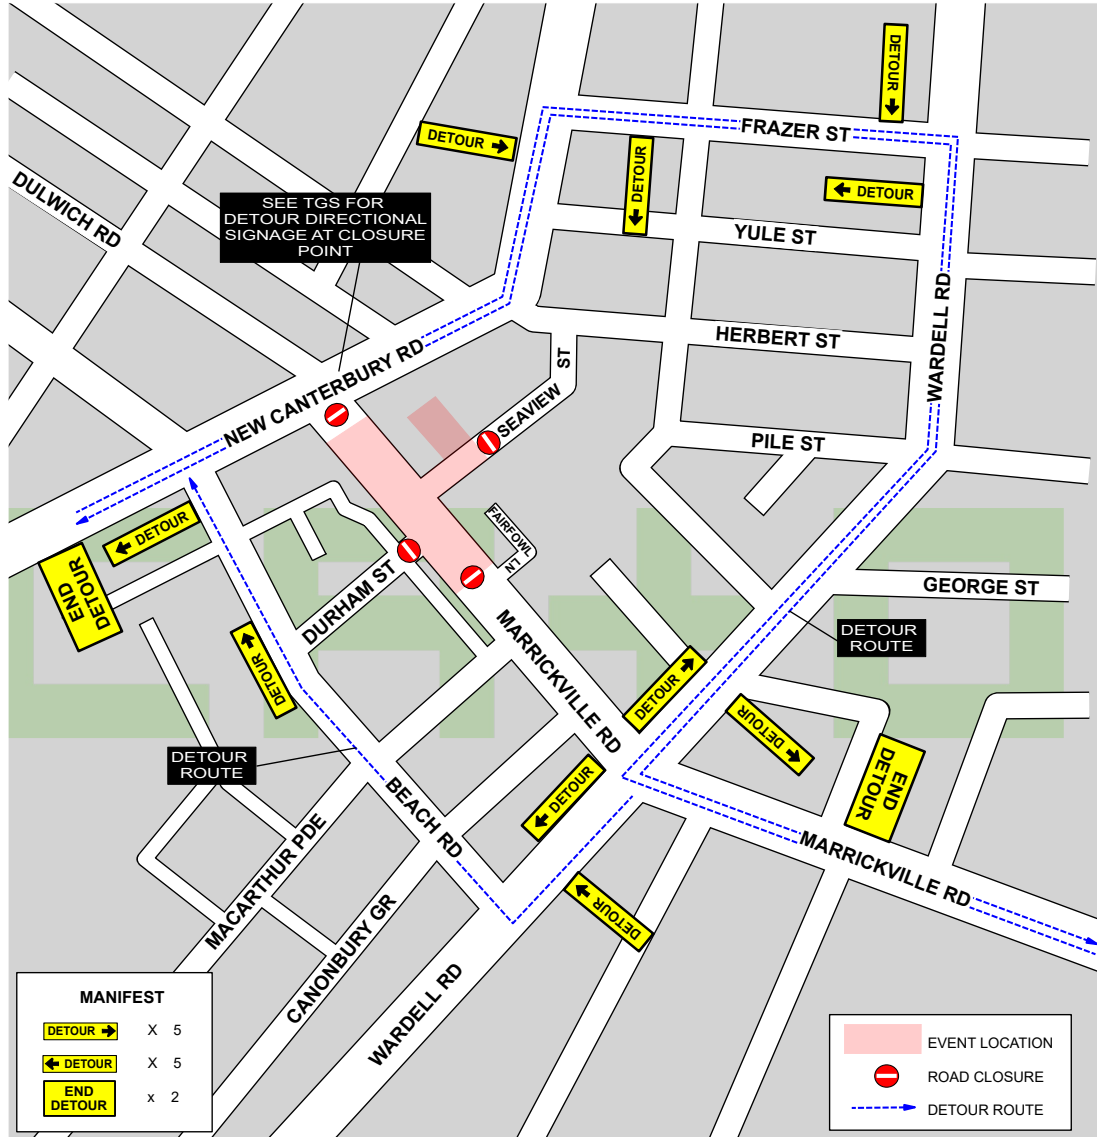 DETOUR
DETOUR
FRAZER ST
DETOUR
DETOUR
DULWICH RD
SEE TGS FOR
DETOUR DIRECTIONAL
SIGNAGE AT CLOSURE
POINT
YULE ST
WARDELL RD
HERBERT ST
NEW CANTERBURY RD
SEAVIEW
ST
PILE ST
DETOUR
END
DETOUR
FAIRFOWL
LN
DURHAM ST
GEORGE ST
DETOUR
ROUTE
DETOUR
MARRICKVILLE RD
DETOUR
DETOUR
DETOUR
ROUTE
DETOUR
END
DETOUR
BEACH RD
MARRICKVILLE RD
MACARTHUR PDE
CANONBURY GR
DETOUR
WARDELL RD
MANIFEST
DETOUR X 5
DETOUR X 5
END
DETOUR x 2
EVENT LOCATION
ROAD CLOSURE
DETOUR ROUTE